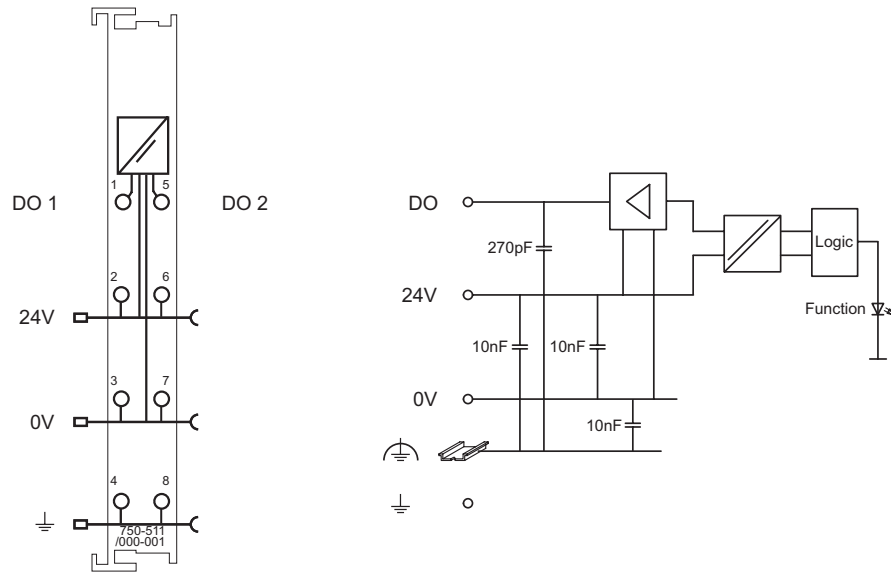 1
5
DO 1
DO 2
2
6
24V
3
7
0V
4
8
750-511
/000-001
DO
270pF
Logic
24V
Function
10nF
10nF
0V
10nF